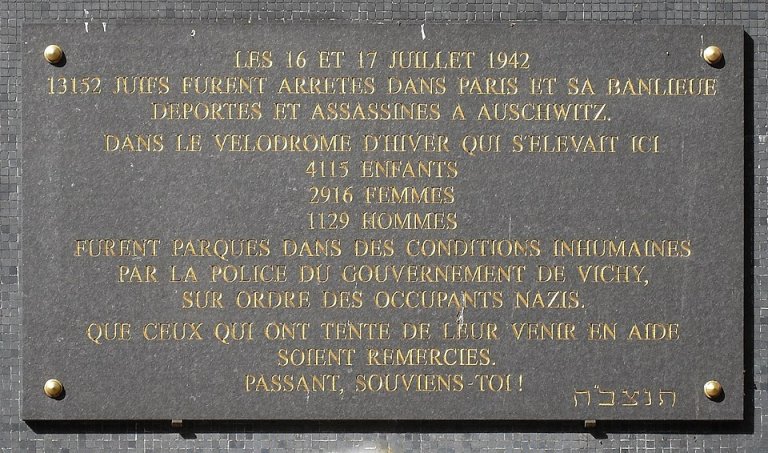 LES 16 ET 17 JUILLET 1942
13152 JUIFS FURENT ARRETES DANS PARIS ET SA BANLIEUE
DEPORTES ET ASSASSINES A AUSCHWITZ.
DANS LE VELODROME D'HIVER QUI S'ELEVAIT ICI
4115 ENFANTS
2916 FEMMES
1129 HOMMES
FURENT PARQUES DANS DES CONDITIONS INHUMAINES
PAR LA POLICE DU GOUVERNEMENT DE VICHY,
SUR ORDRE DES OCCUPANTS NAZIS.
QUE CEUX QUI ONT TENTE DE LEUR VENIR EN AIDE
SOIENT REMERCIES.
PASSANT, SOUVIENS-TOI!
תנצב"ה